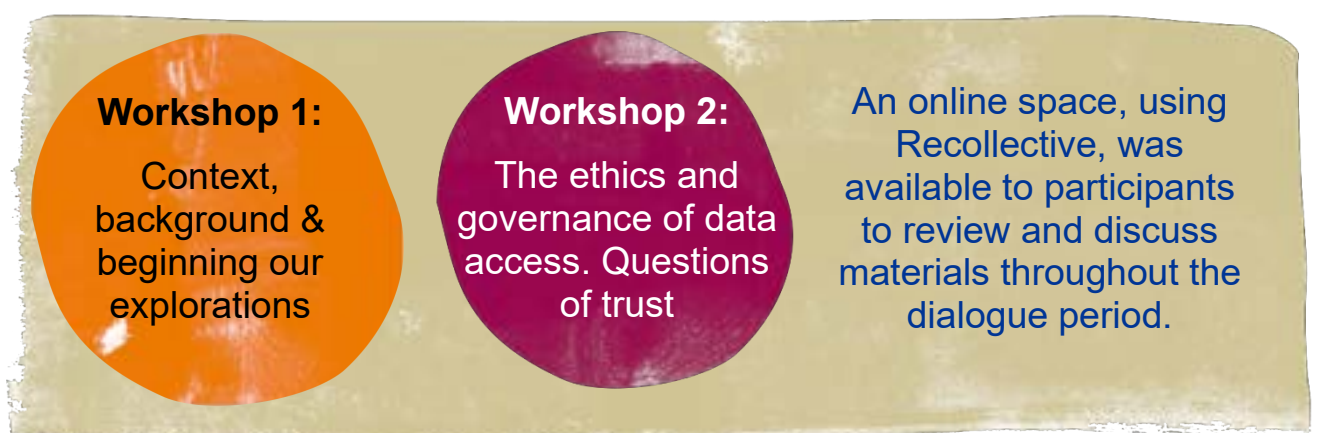 Workshop 1:
Context,
background &
beginning our
explorations
Workshop 2:
The ethics and
governance of data
access. Questions
of trust
An online space, using
Recollective, was
available to participants
to review and discuss
materials throughout the
dialogue period.